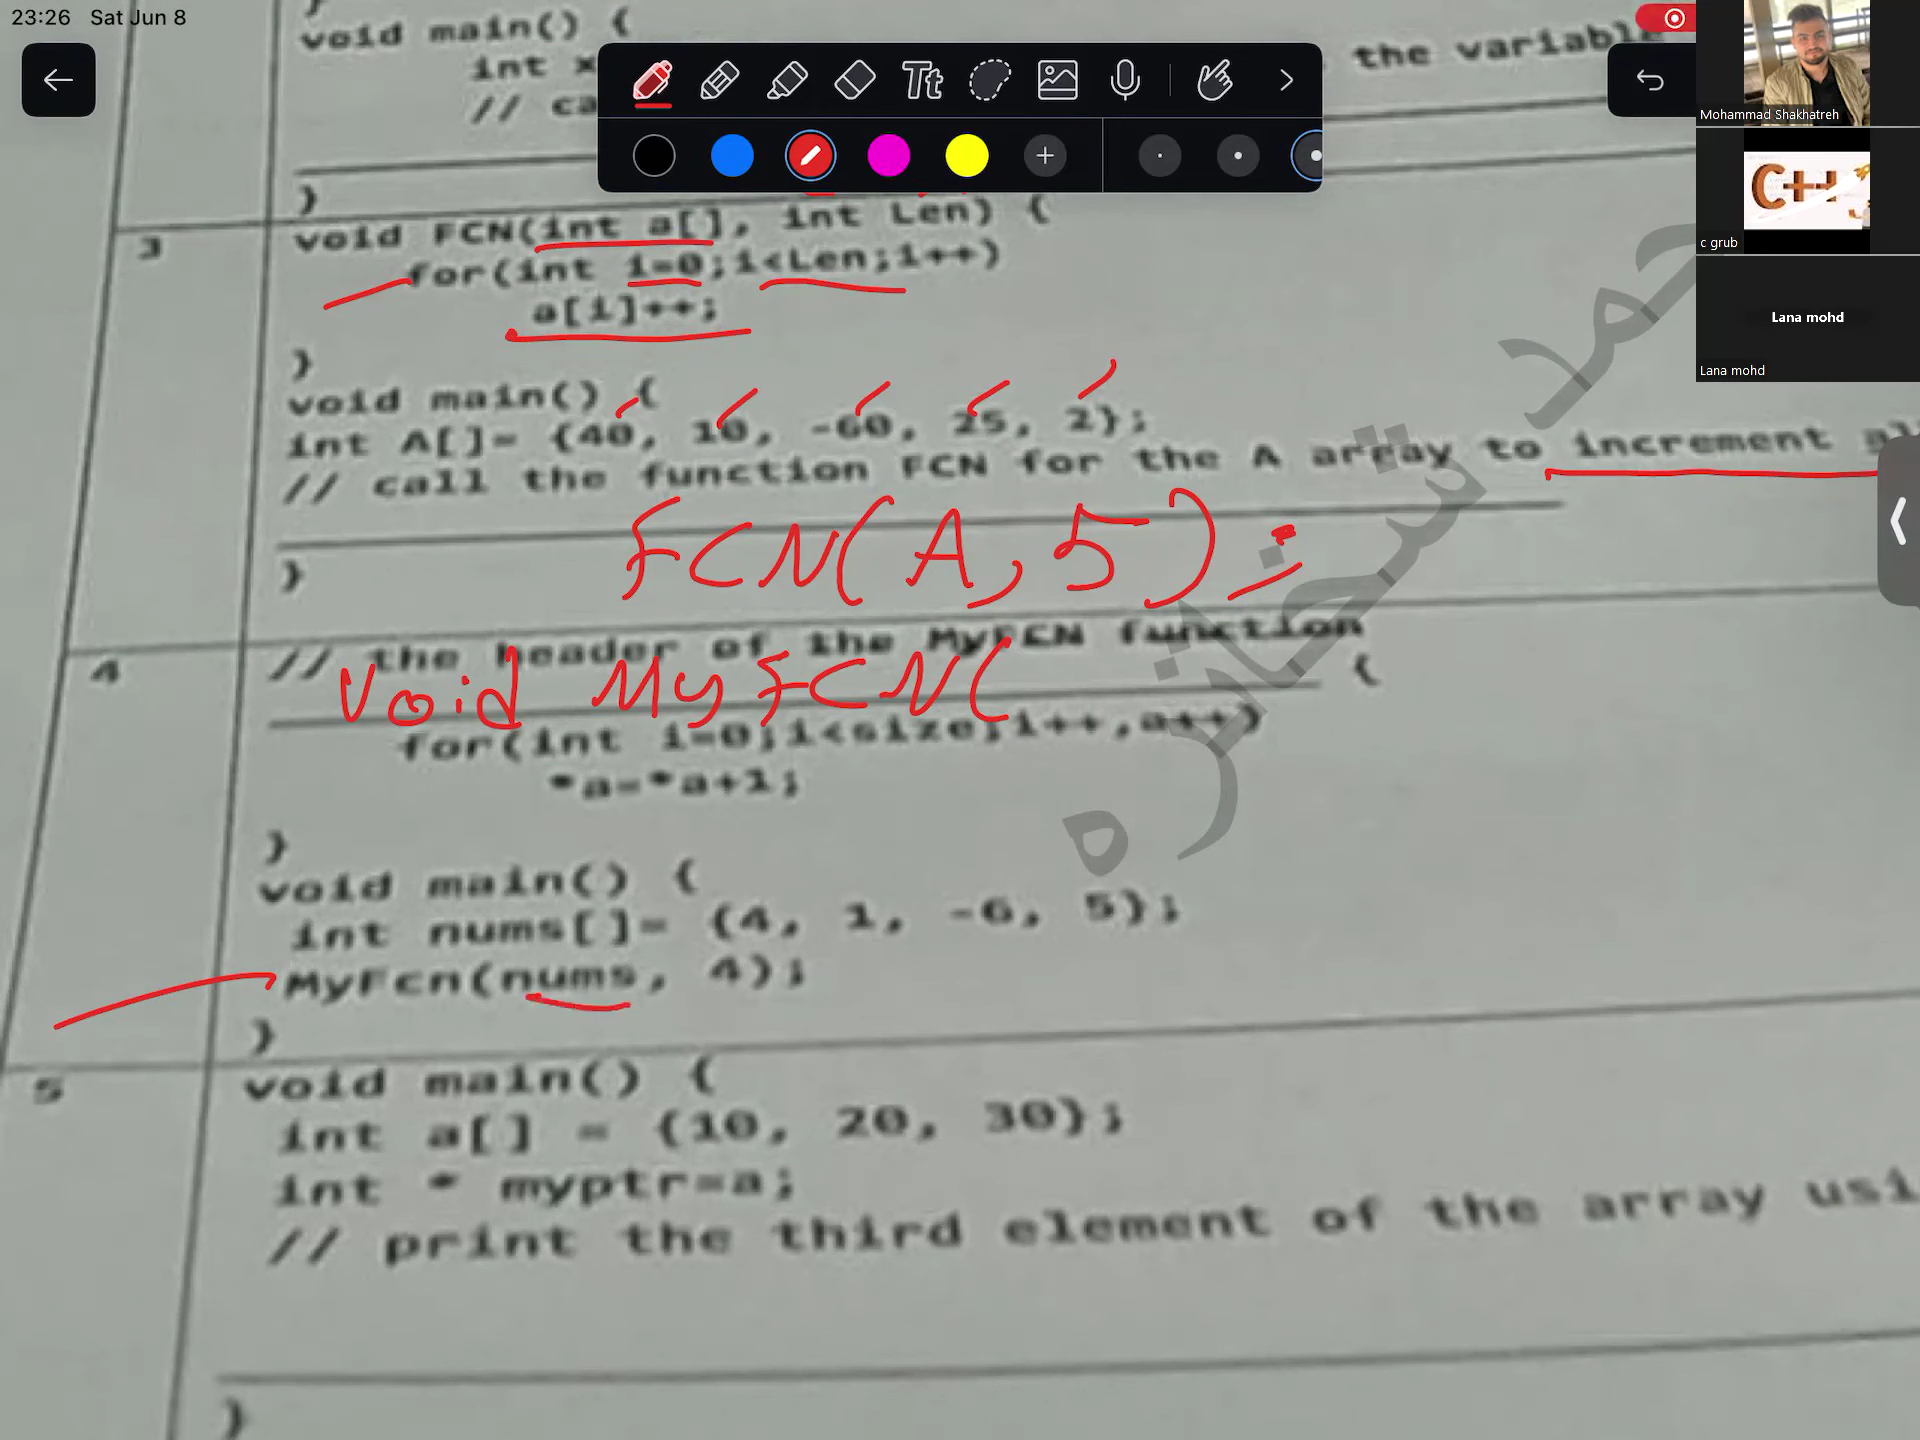 23:26 Sat Jun 8
void main() {
int x
the variable
// ca
}
Tt
Mohammad Shakhatreh
C++
c grub
Lana mohd
Lana mohd
3
void FCN(int a[], int Len) {
for(int i=0;i<Len;i++)
a[i]++;
}
void main() {
int A[]= {40, 10, -60, 25, 2};
// call the function FCN for the A array to increment al
FCN(A,5);
}
4
// the header of the MyFCN function
void MyFCN(
{
for(int i=0;i<size;i++,a++)
*a=*a+1;
}
void main() {
int nums[]= {4, 1, -6, 5};
MyFcn(nums, 4);
}
5
void main() {
int a[] = {10, 20, 30};
int * myptr=a;
// print the third element of the array usi
}